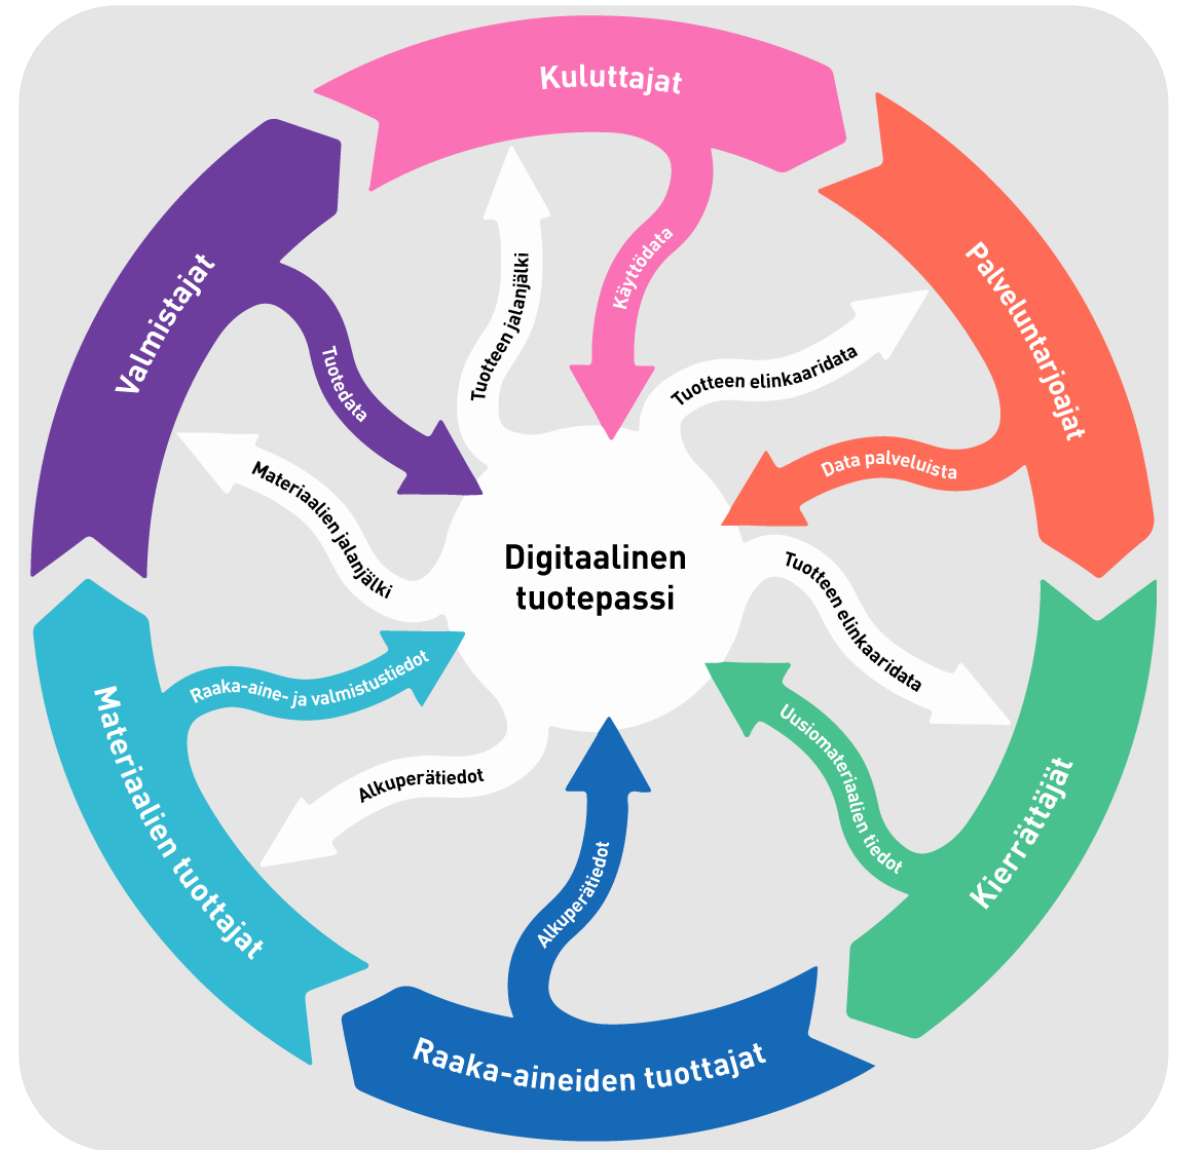 Kuluttajat
Palveluntarjoajat
Kierrättäjät
Raaka-aineiden tuottajat
Materiaalien tuottajat
Valmistajat
Käyttödata
Tuotteen jalanjälki
Tuotteen elinkaaridata
Data palveluista
Tuotteen elinkaaridata
Uusiomateriaalien tiedot
Alkuperätiedot
Alkuperätiedot
Raaka-aine- ja valmistustiedot
Materiaalien jalanjälki
Tuotedata
Digitaalinen
tuotepassi